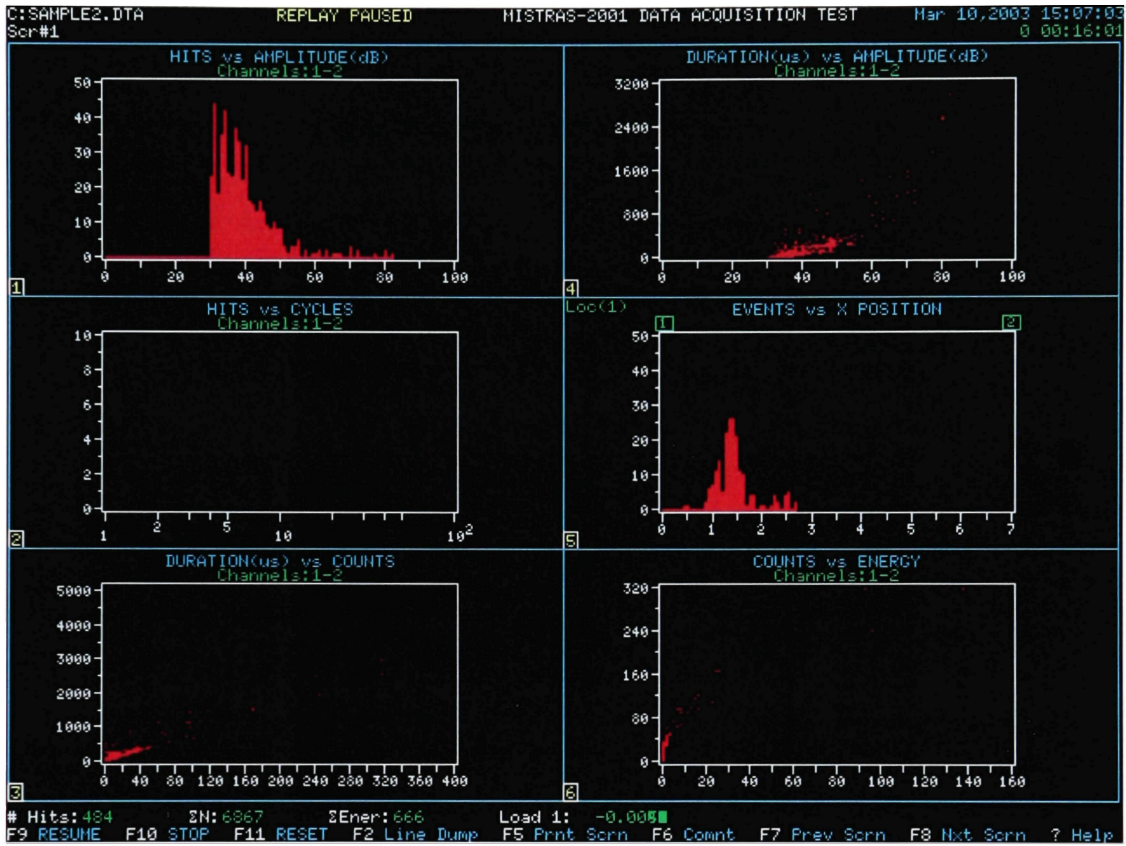 C:SAMPLE2.DTA REPLAY PAUSED MISTRAS-2001 DATA ACQUISITION TEST Mar 10,2003 15:07:03
Scr#1 0 00:16:01
HITS vs AMPLITUDE(dB)
Channels:1-2
50
40
30
20
10
0
0 20 40 60 80 100
1
DURATION(us) vs AMPLITUDE(dB)
Channels:1-2
3200
2400
1600
800
0
0 20 40 60 80 100
4
HITS vs CYCLES
Channels:1-2
10
8
6
4
2
0
1 2 5 10 10²
2
Loc(1) EVENTS vs X POSITION
1 2
50
40
30
20
10
0
0 1 2 3 4 5 6 7
5
DURATION(us) vs COUNTS
Channels:1-2
5000
4000
3000
2000
1000
0
0 40 80 120 160 200 240 280 320 360 400
3
COUNTS vs ENERGY
Channels:1-2
320
240
160
80
0
0 20 40 60 80 100 120 140 160
6
# Hits:484 ΣN:6867 ΣEner:666 Load 1: -0.00
F9 RESUME F10 STOP F11 RESET F2 Line Dump F5 Prnt Scrn F6 Comnt F7 Prev Scrn F8 Nxt Scrn ? Help